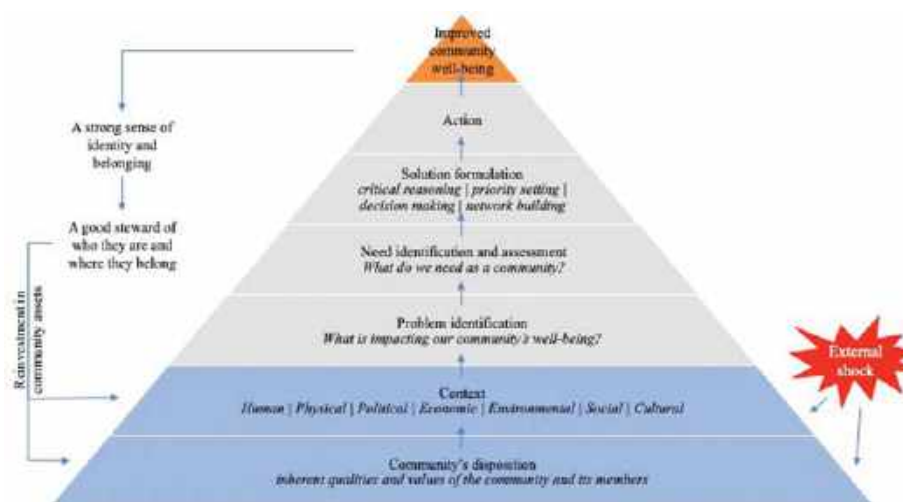 Improved
community
well-being
A strong sense of
identity and
belonging
A good steward of
who they are and
where they belong
Reinvestment in
community assets
Action
Solution formulation
critical reasoning | priority setting |
decision making | network building
Need identification and assessment
What do we need as a community?
Problem identification
What is impacting our community's well-being?
External
shock
Context
Human | Physical | Political | Economic | Environmental | Social | Cultural
Community's disposition
inherent qualities and values of the community and its members